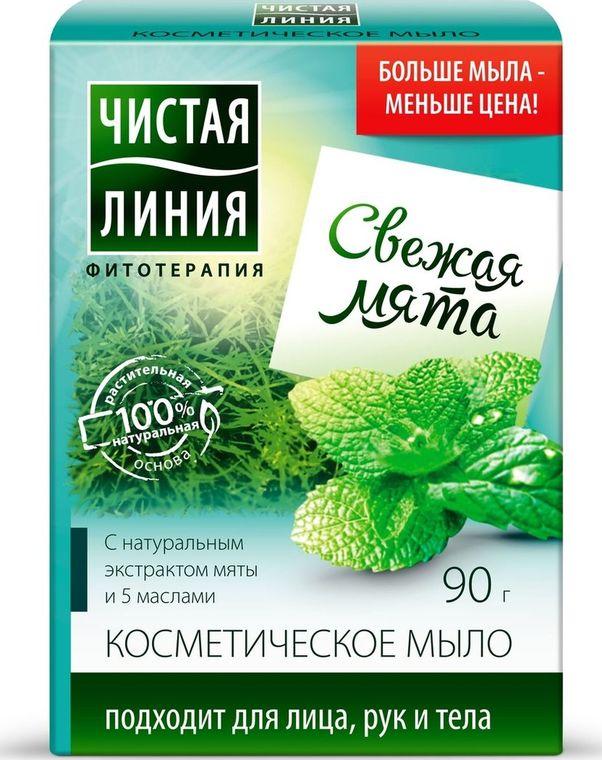 ЧИСТАЯ
ЛИНИЯ
КОСМЕТИЧЕСКОЕ МЫЛО
БОЛЬШЕ МЫЛА -
МЕНЬШЕ ЦЕНА!
ЧИСТАЯ
ЛИНИЯ
ФИТОТЕРАПИЯ
Свежая
мята
растительная
100%
натуральная
основа
С натуральным
экстрактом мяты
и 5 маслами
90 г
КОСМЕТИЧЕСКОЕ МЫЛО
подходит для лица, рук и тела